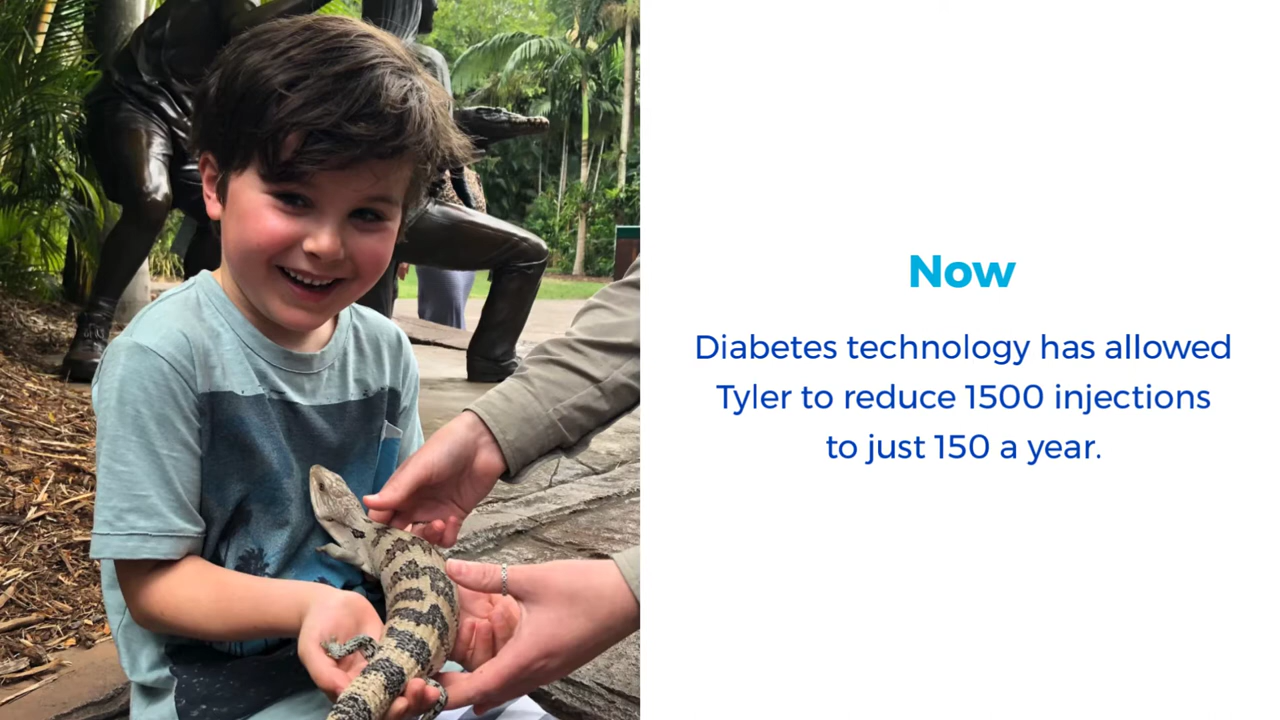 Now
Diabetes technology has allowed
Tyler to reduce 1500 injections
to just 150 a year.